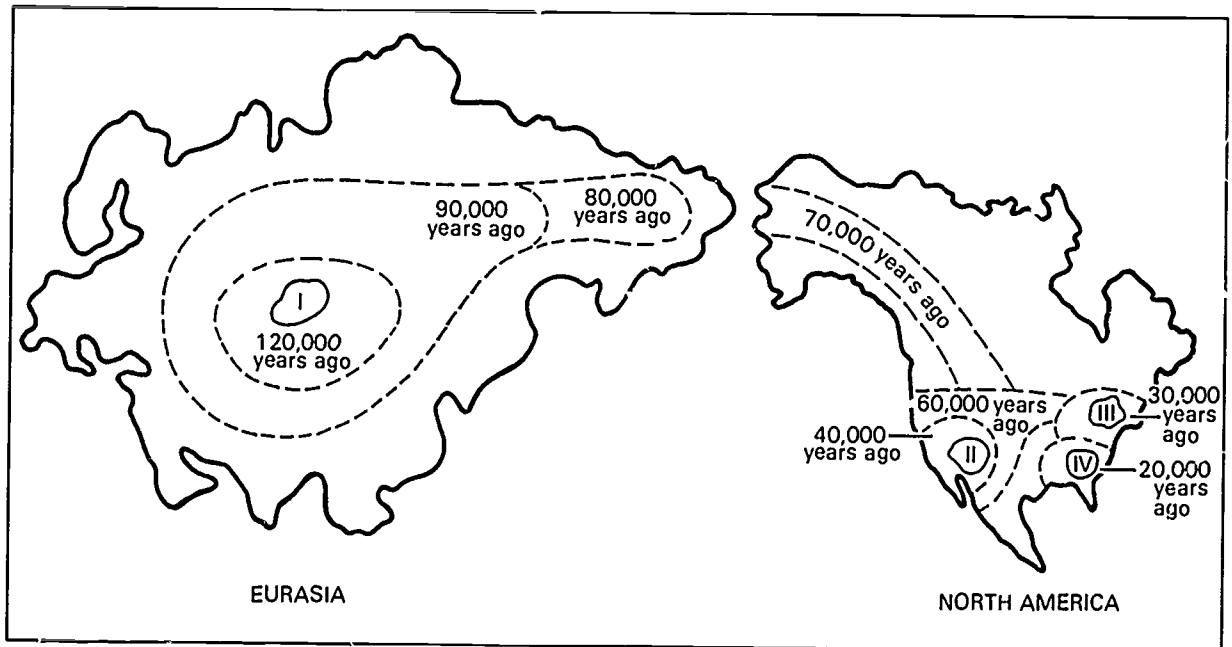 90,000
years ago
80,000
years ago
I
120,000
years ago
EURASIA
70,000 years ago
60,000 years
ago
40,000
years ago
II
III
30,000
years
ago
IV
20,000
years
ago
NORTH AMERICA